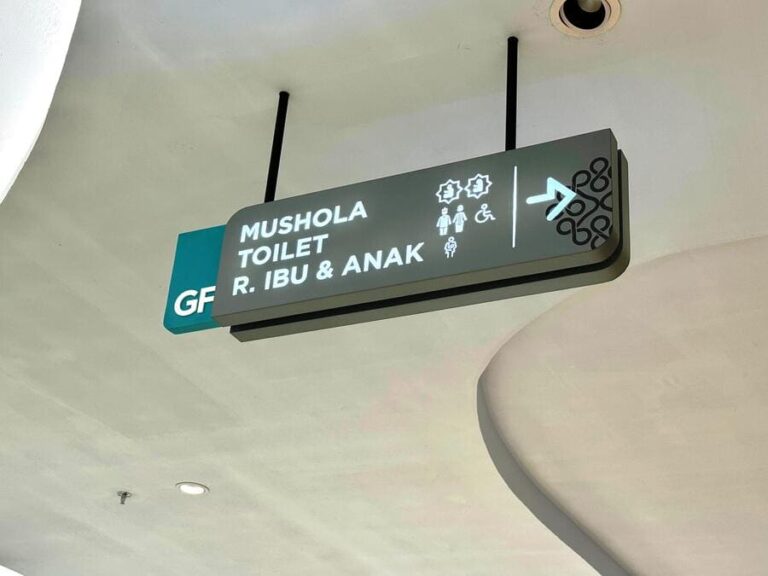 GF
MUSHOLA
TOILET
R. IBU & ANAK